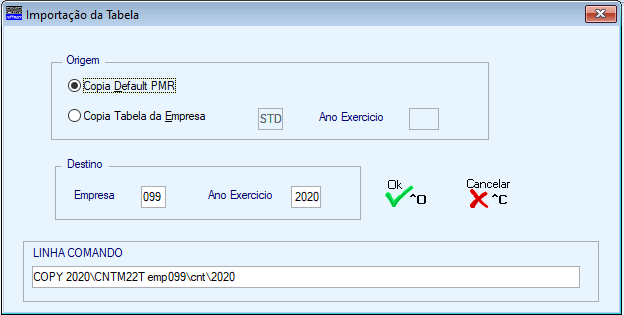 Importação da Tabela
Origem
Copia Default PMR
Copia Tabela da Empresa STD Ano Exercicio
Destino
Empresa 099 Ano Exercicio 2020
Ok ^O
Cancelar ^C
LINHA COMANDO
COPY 2020\CNTM22T emp099\cnt\2020